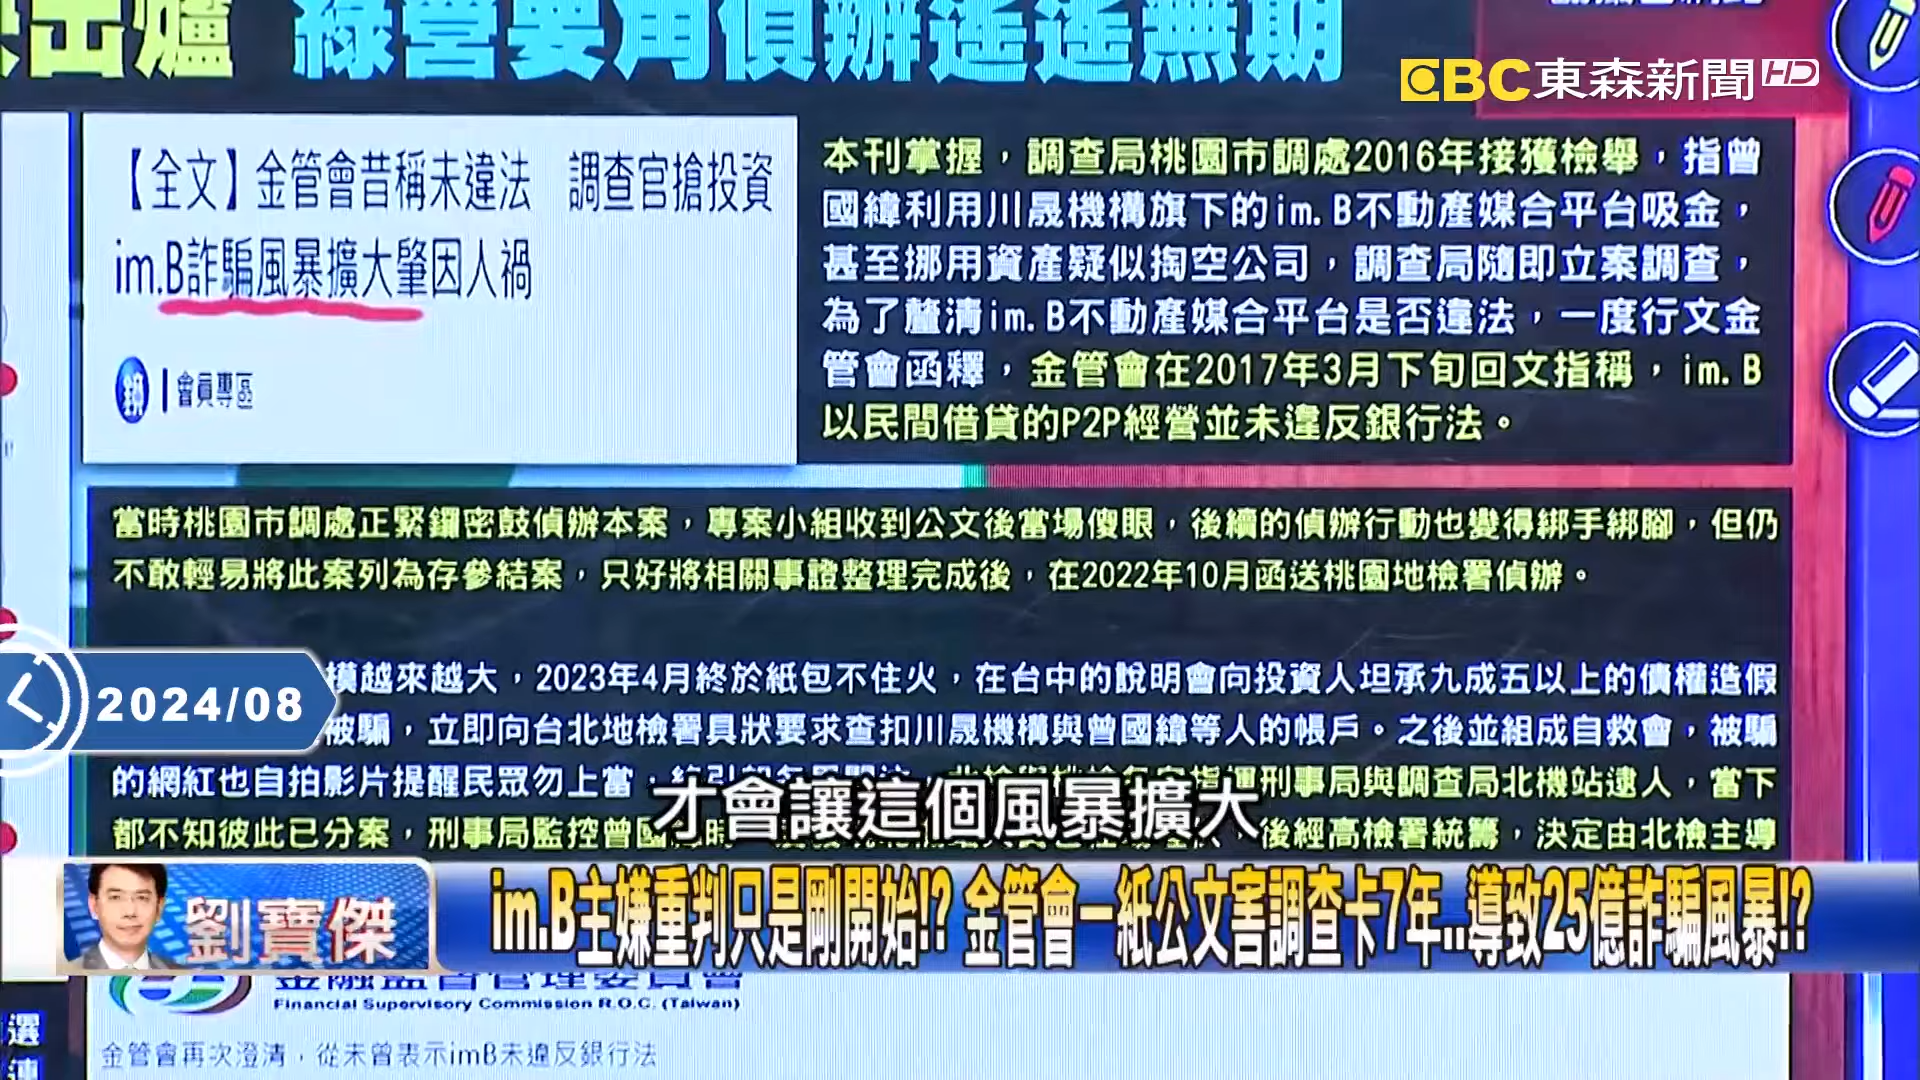 出爐 綠營要角偵辦遙遙無期
EBC東森新聞HD
【全文】金管會昔稱未違法 調查官搶投資
im.B詐騙風暴擴大肇因人禍
鏡 會員專區
本刊掌握，調查局桃園市調處2016年接獲檢舉，指曾
國緯利用川晟機構旗下的im.B不動產媒合平台吸金，
甚至挪用資產疑似掏空公司，調查局隨即立案調查，
為了釐清im.B不動產媒合平台是否違法，一度行文金
管會函釋，金管會在2017年3月下旬回文指稱，im.B
以民間借貸的P2P經營並未違反銀行法。
當時桃園市調處正緊鑼密鼓偵辦本案，專案小組收到公文後當場傻眼，後續的偵辦行動也變得綁手綁腳，但仍
不敢輕易將此案列為存參結案，只好將相關事證整理完成後，在2022年10月函送桃園地檢署偵辦。
模越來越大，2023年4月終於紙包不住火，在台中的說明會向投資人坦承九成五以上的債權造假
2024/08
被騙，立即向台北地檢署具狀要求查扣川晟機構與曾國緯等人的帳戶。之後並組成自救會，被騙
的網紅也自拍影片提醒民眾勿上當，刑事局與調查局北機站逮人，當下
才會讓這個風暴擴大
都不知彼此已分案，刑事局監控曾國，後經高檢署統籌，決定由北檢主導
劉寶傑
im.B主嫌重判只是剛開始!? 金管會一紙公文害調查卡7年..導致25億詐騙風暴!?
金融監督管理委員會
Financial Supervisory Commission R.O.C. (Taiwan)
金管會再次澄清，從未曾表示imB未違反銀行法
選